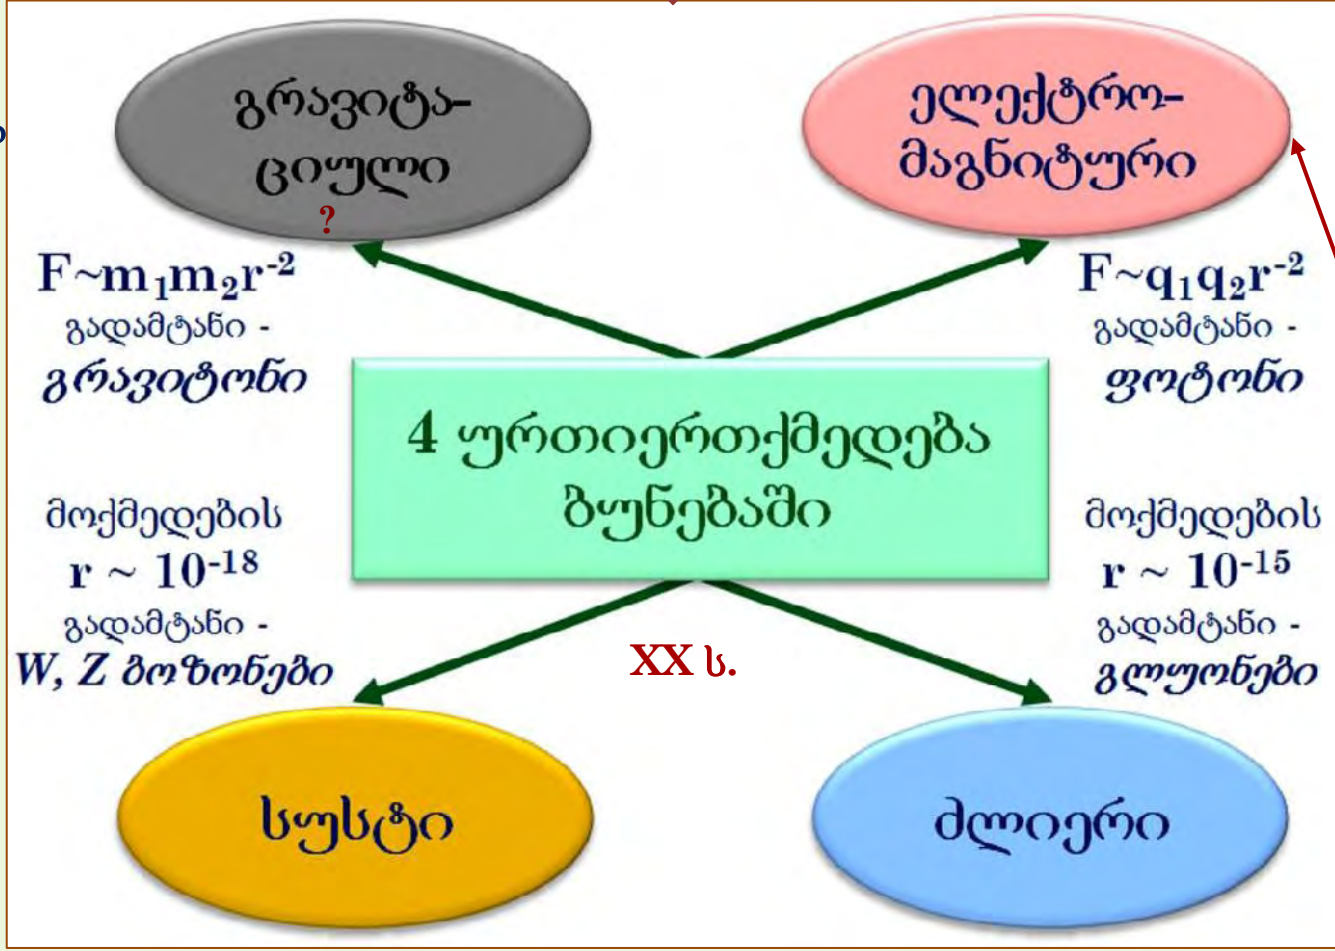 გრავიტა-
ციული
?
ელექტრო-
მაგნიტური
F~m₁m₂r⁻²
გადამტანი -
გრავიტონი
F~q₁q₂r⁻²
გადამტანი -
ფოტონი
4 ურთიერთქმედება
ბუნებაში
მოქმედების
r ~ 10⁻¹⁸
გადამტანი -
W, Z ბოზონები
მოქმედების
r ~ 10⁻¹⁵
გადამტანი -
გლუონები
XX ს.
სუსტი
ძლიერი